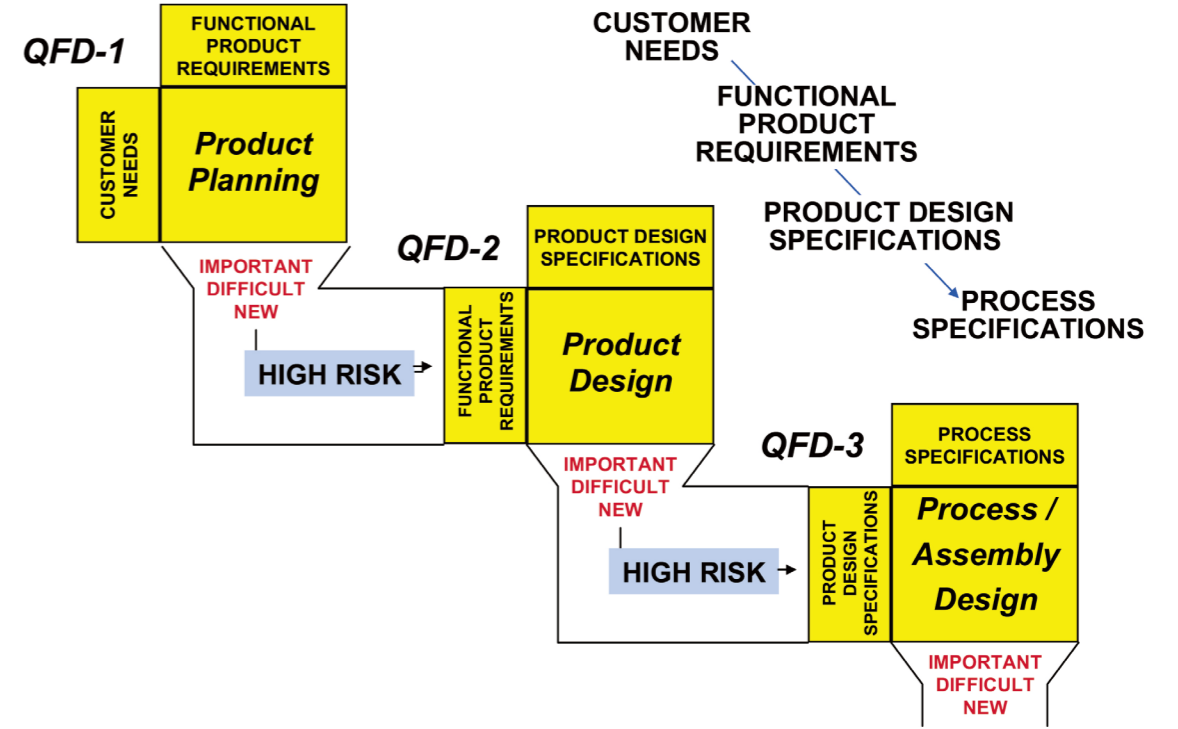 QFD-1
FUNCTIONAL
PRODUCT
REQUIREMENTS
CUSTOMER
NEEDS
Product
Planning
IMPORTANT
DIFFICULT
NEW
HIGH RISK
CUSTOMER
NEEDS
FUNCTIONAL
PRODUCT
REQUIREMENTS
PRODUCT DESIGN
SPECIFICATIONS
PROCESS
SPECIFICATIONS
QFD-2
PRODUCT DESIGN
SPECIFICATIONS
FUNCTIONAL
PRODUCT
REQUIREMENTS
Product
Design
IMPORTANT
DIFFICULT
NEW
HIGH RISK
QFD-3
PROCESS
SPECIFICATIONS
PRODUCT
DESIGN
SPECIFICATIONS
Process /
Assembly
Design
IMPORTANT
DIFFICULT
NEW